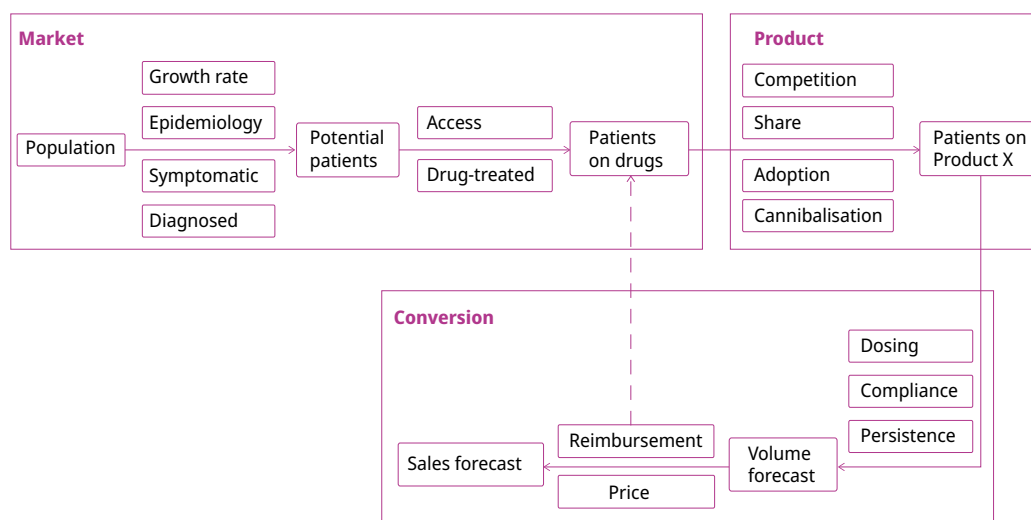 Market
Product
Growth rate
Epidemiology
Population
Symptomatic
Diagnosed
Potential
patients
Access
Drug-treated
Patients
on drugs
Competition
Share
Adoption
Cannibalisation
Patients on
Product X
Conversion
Dosing
Compliance
Persistence
Volume
forecast
Reimbursement
Price
Sales forecast